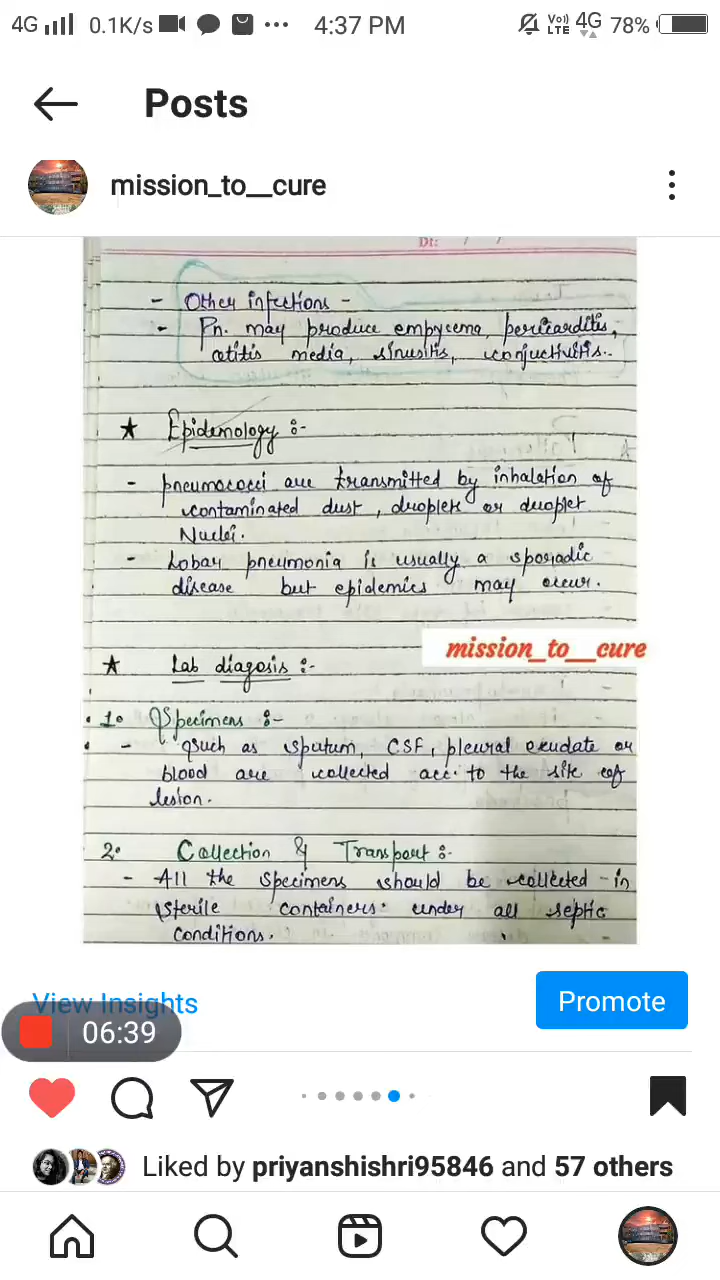 4G 0.1K/s ... 4:37 PM Vo) LTE 4G 78%
Posts
mission_to__cure
Dt: / /
- Other infections -
- Pn. may produce empycema, pericarditis,
otitis media, sinusitis, conjuctivitis..
★ Epidemology :-
- pneumococci are transmitted by inhalation of
contaminated dust, droplets or droplet
Nuclei.
- Lobar pneumonia is usually a sporadic
disease but epidemics may occur.
mission_to__cure
★ Lab diagosis :-
1. Specimens :-
- Such as sputum, CSF, pleural exudate or
blood are collected acc. to the site of
lesion.
2. Collection & Transport :-
- All the specimens should be collected in
sterile containers under all septic
conditions.
View Insights
Promote
06:39
Liked by priyanshishri95846 and 57 others